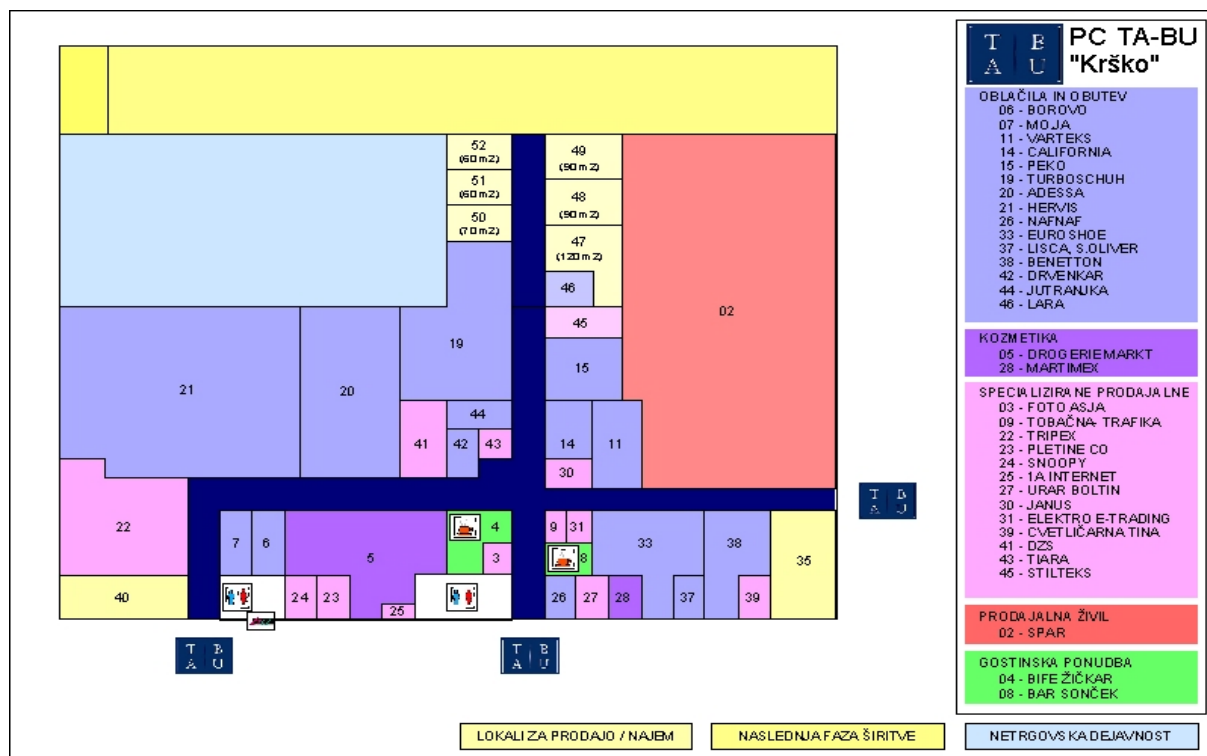 52
(60m2)
51
(60m2)
50
(70m2)
49
(90m2)
48
(90m2)
47
(120m2)
46
45
02
19
15
21
20
44
41
42
43
14
11
30
22
7
6
5
4
3
9
31
8
33
38
35
40
24
23
25
26
27
28
37
39
T B
A U
T B
A U
T B
A U
T B
A U
PC TA-BU
"Krško"
OBLAČILA IN OBUTEV
06 - BOROVO
07 - MOJA
11 - VARTEKS
14 - CALIFORNIA
15 - PEKO
19 - TURBOSCHUH
20 - ADESSA
21 - HERVIS
26 - NAFNAF
33 - EUROSHOE
37 - LISCA, S.OLIVER
38 - BENETTON
42 - DRVENKAR
44 - JUTRANJKA
46 - LARA
KOZMETIKA
05 - DROGERIEMARKT
28 - MARTIMEX
SPECIALIZIRANE PRODAJALNE
03 - FOTO ASJA
09 - TOBAČNA- TRAFIKA
22 - TRIPEX
23 - PLETINE CO
24 - SNOOPY
25 - 1A INTERNET
27 - URAR BOLTIN
30 - JANUS
31 - ELEKTRO E-TRADING
39 - CVETLIČARNA TINA
41 - DZS
43 - TIARA
45 - STILTEKS
PRODAJALNA ŽIVIL
02 - SPAR
GOSTINSKA PONUDBA
04 - BIFE ŽIČKAR
08 - BAR SONČEK
LOKALI ZA PRODAJO / NAJEM
NASLEDNJA FAZA ŠIRITVE
NETRGOVSKA DEJAVNOST